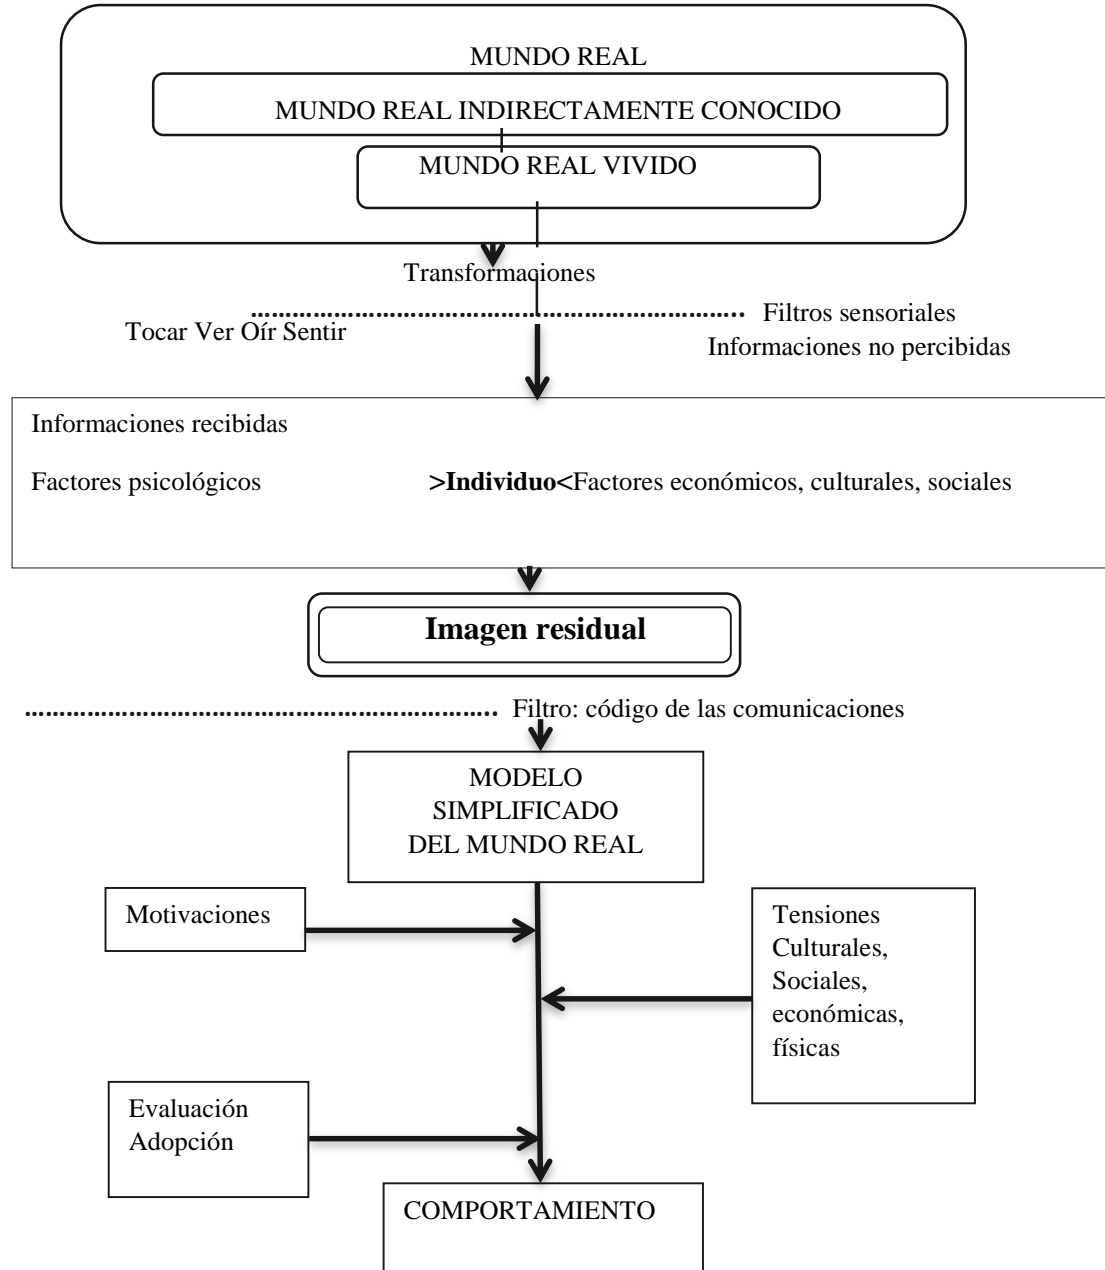 MUNDO REAL
MUNDO REAL INDIRECTAMENTE CONOCIDO
MUNDO REAL VIVIDO
Transformaciones
Filtros sensoriales
Tocar Ver Oír Sentir
Informaciones no percibidas
Informaciones recibidas
Factores psicológicos >Individuo<Factores económicos, culturales, sociales
Imagen residual
Filtro: código de las comunicaciones
MODELO
SIMPLIFICADO
DEL MUNDO REAL
Motivaciones
Tensiones
Culturales,
Sociales,
económicas,
físicas
Evaluación
Adopción
COMPORTAMIENTO